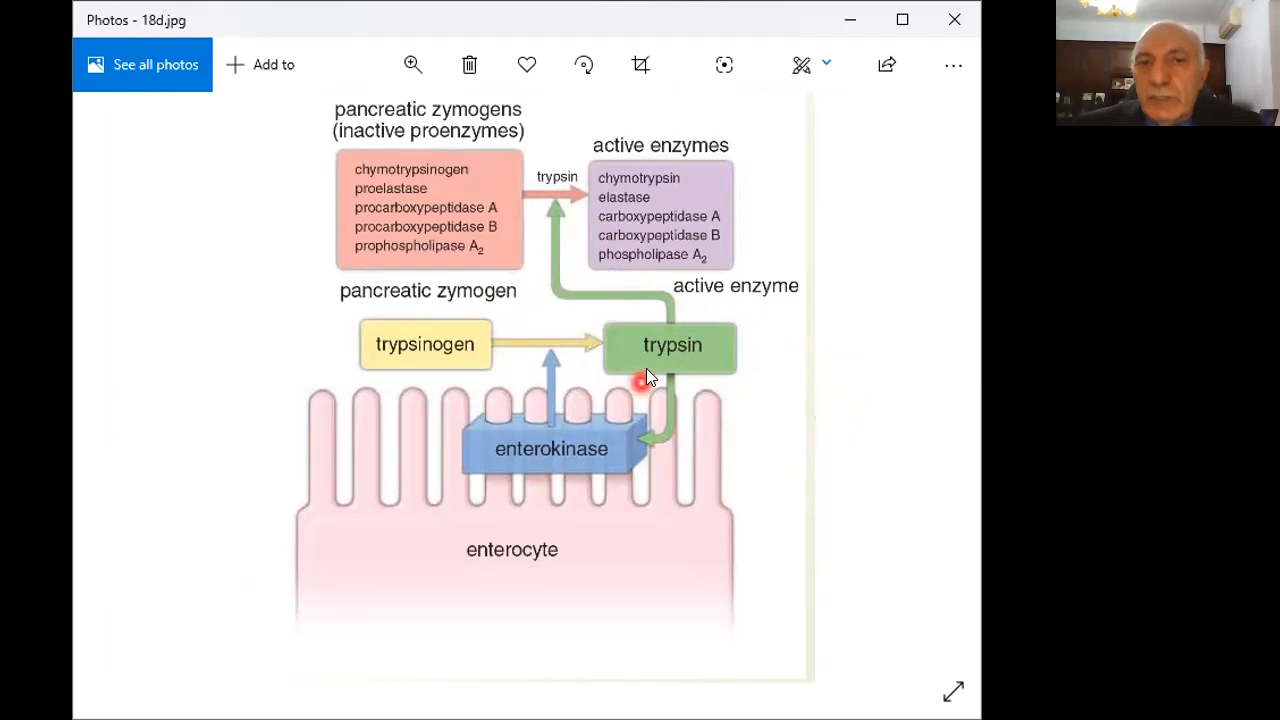 Photos - 18d.jpg
See all photos
Add to
pancreatic zymogens
(inactive proenzymes)
chymotrypsinogen
proelastase
procarboxypeptidase A
procarboxypeptidase B
prophospholipase A₂
trypsin
active enzymes
chymotrypsin
elastase
carboxypeptidase A
carboxypeptidase B
phospholipase A₂
pancreatic zymogen
active enzyme
trypsinogen
trypsin
enterokinase
enterocyte